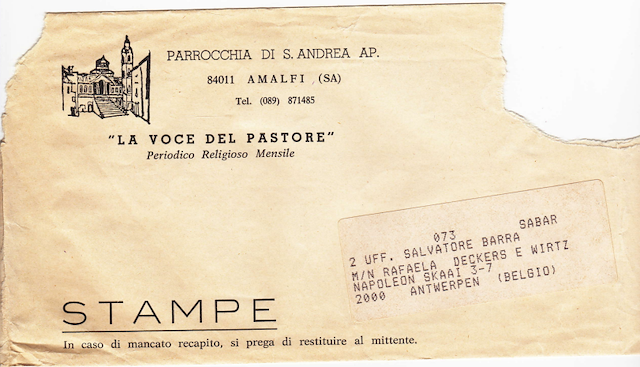 PARROCCHIA DI S. ANDREA AP.
84011 AMALFI (SA)
Tel. (089) 871485
"LA VOCE DEL PASTORE"
Periodico Religioso Mensile
073 SABAR
2 UFF. SALVATORE BARRA
M/N RAFAELA DECKERS E WIRTZ
NAPOLEON SKAAI 3-7
2000 ANTWERPEN (BELGIO)
STAMPE
In caso di mancato recapito, si prega di restituire al mittente.